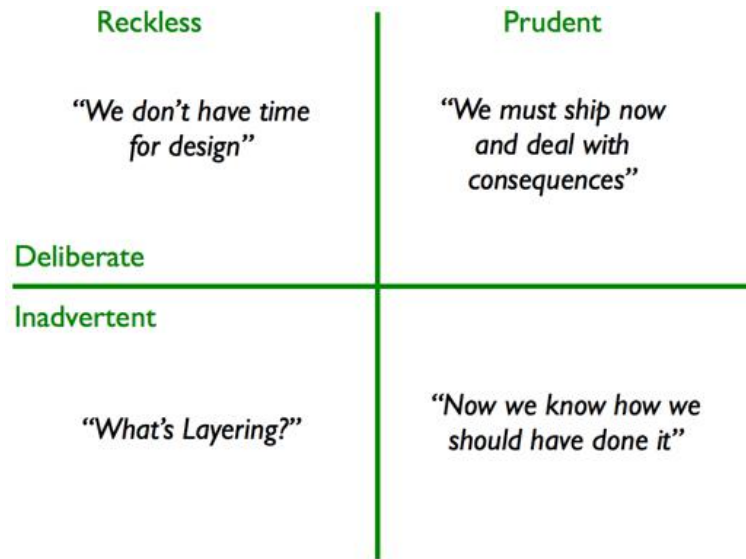 Reckless
Prudent
“We don’t have time
for design”
“We must ship now
and deal with
consequences”
Deliberate
Inadvertent
“What’s Layering?”
“Now we know how we
should have done it”